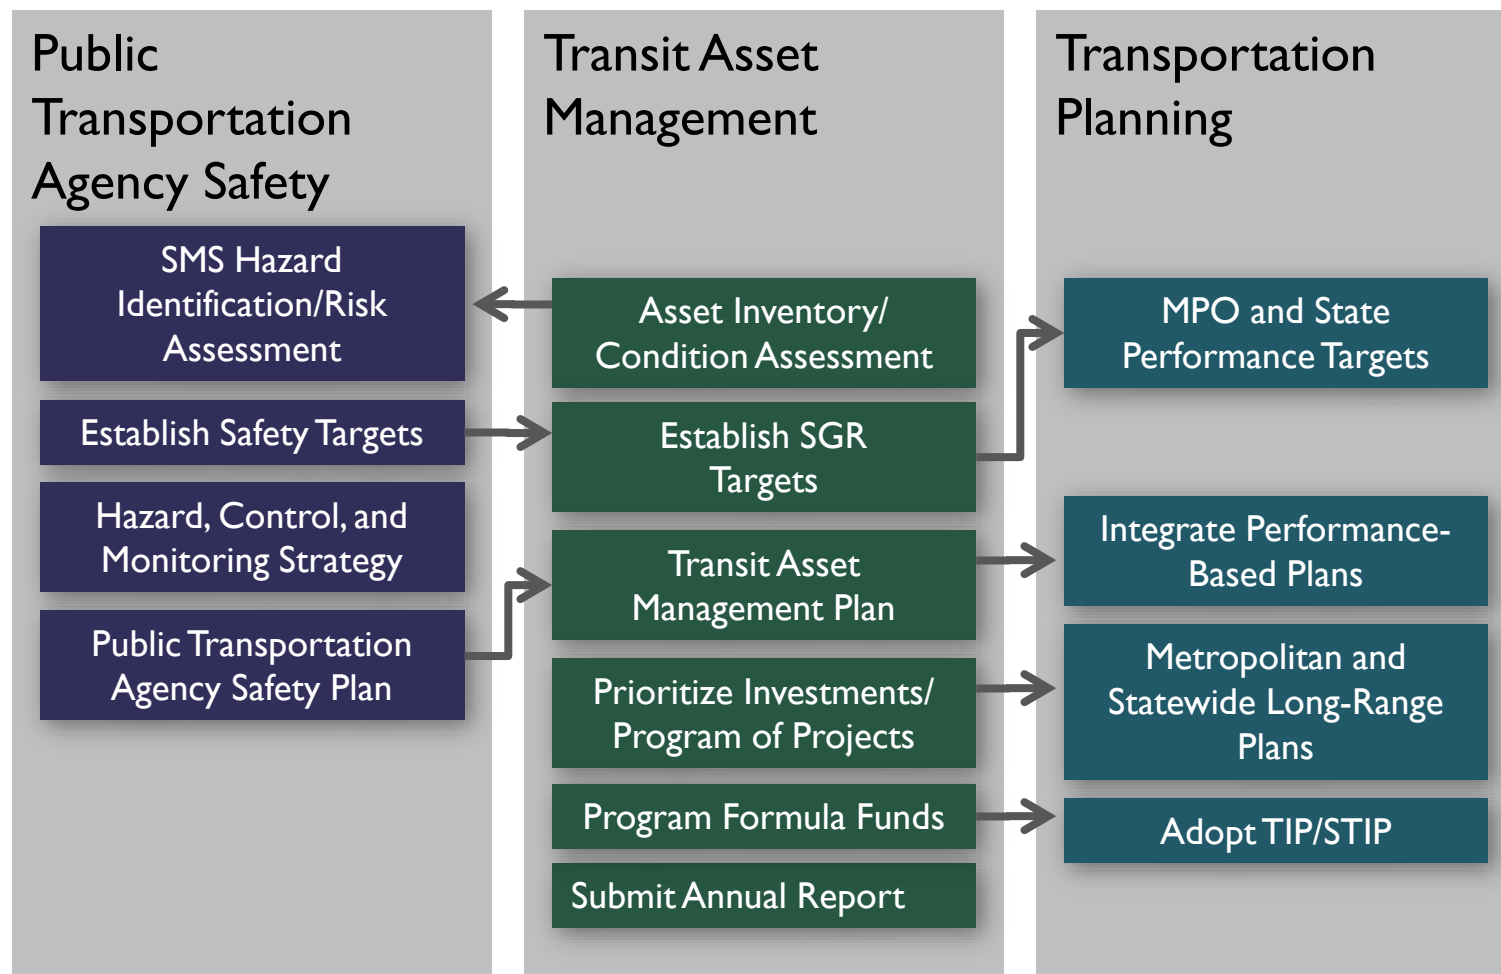 Public
Transportation
Agency Safety
SMS Hazard
Identification/Risk
Assessment
Establish Safety Targets
Hazard, Control, and
Monitoring Strategy
Public Transportation
Agency Safety Plan
Transit Asset
Management
Asset Inventory/
Condition Assessment
Establish SGR
Targets
Transit Asset
Management Plan
Prioritize Investments/
Program of Projects
Program Formula Funds
Submit Annual Report
Transportation
Planning
MPO and State
Performance Targets
Integrate Performance-
Based Plans
Metropolitan and
Statewide Long-Range
Plans
Adopt TIP/STIP